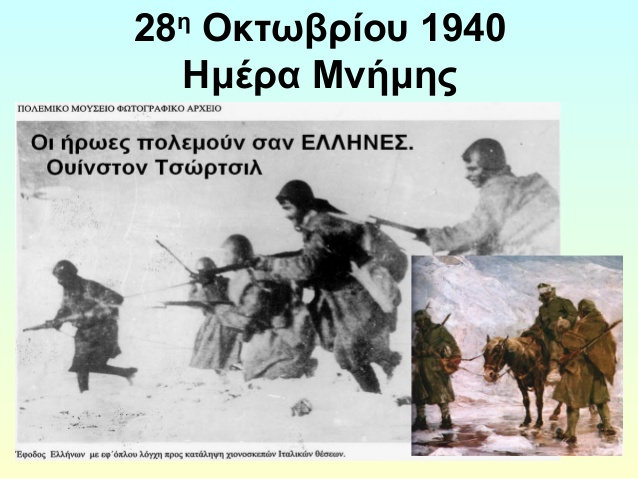 28η Οκτωβρίου 1940
Ημέρα Μνήμης
ΠΟΛΕΜΙΚΟ ΜΟΥΣΕΙΟ ΦΩΤΟΓΡΑΦΙΚΟ ΑΡΧΕΙΟ
Οι ήρωες πολεμούν σαν ΕΛΛΗΝΕΣ.
Ουίνστον Τσώρτσιλ
Έφοδος Ελλήνων με εφ΄όπλου λόγχη προς κατάληψη χιονοσκεπών Ιταλικών θέσεων.